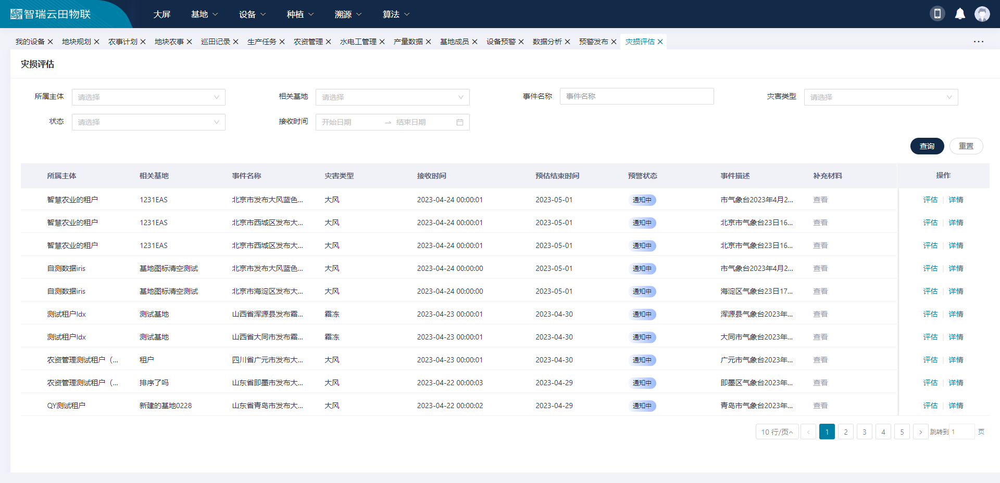 智瑞云田物联 大屏 基地 设备 种植 溯源 算法
我的设备 地块规划 农事计划 地块农事 巡田记录 生产任务 农资管理 水电工管理 产量数据 基地成员 设备预警 数据分析 预警发布 灾损评估 ...
灾损评估
所属主体 请选择 相关基地 请选择 事件名称 事件名称 灾害类型 请选择
状态 请选择 接收时间 开始日期 → 结束日期
查询 重置
所属主体 相关基地 事件名称 灾害类型 接收时间 预估结束时间 预警状态 事件描述 补充材料 操作
智慧农业的租户 1231EAS 北京市发布大风蓝色... 大风 2023-04-24 00:00:01 2023-05-01 通知中 市气象台2023年4月2... 查看 评估 详情
智慧农业的租户 1231EAS 北京市西城区发布大... 大风 2023-04-24 00:00:01 2023-05-01 通知中 北京市气象台23日16... 查看 评估 详情
智慧农业的租户 1231EAS 北京市西城区发布大... 大风 2023-04-24 00:00:01 2023-05-01 通知中 北京市气象台23日16... 查看 评估 详情
自测数据iris 基地图标清空测试 北京市发布大风蓝色... 大风 2023-04-24 00:00:00 2023-05-01 通知中 市气象台2023年4月2... 查看 评估 详情
自测数据iris 基地图标清空测试 北京市海淀区发布大... 大风 2023-04-24 00:00:00 2023-05-01 通知中 海淀区气象台23日17... 查看 评估 详情
测试租户ldx 测试基地 山西省浑源县发布霜... 霜冻 2023-04-23 00:00:01 2023-04-30 通知中 浑源县气象台2023年... 查看 评估 详情
测试租户ldx 测试基地 山西省大同市发布霜... 霜冻 2023-04-23 00:00:01 2023-04-30 通知中 大同市气象台2023年... 查看 评估 详情
农资管理测试租户（... 租户 四川省广元市发布大... 大风 2023-04-23 00:00:01 2023-04-30 通知中 广元市气象台2023年... 查看 评估 详情
农资管理测试租户（... 排序了吗 山东省即墨市发布大... 大风 2023-04-22 00:00:03 2023-04-29 通知中 即墨区气象台2023年... 查看 评估 详情
QY测试租户 新建的基地0228 山东省青岛市发布大... 大风 2023-04-22 00:00:02 2023-04-29 通知中 青岛市气象台2023年... 查看 评估 详情
10 行/页 < 1 2 3 4 5 > 跳转到 1 页